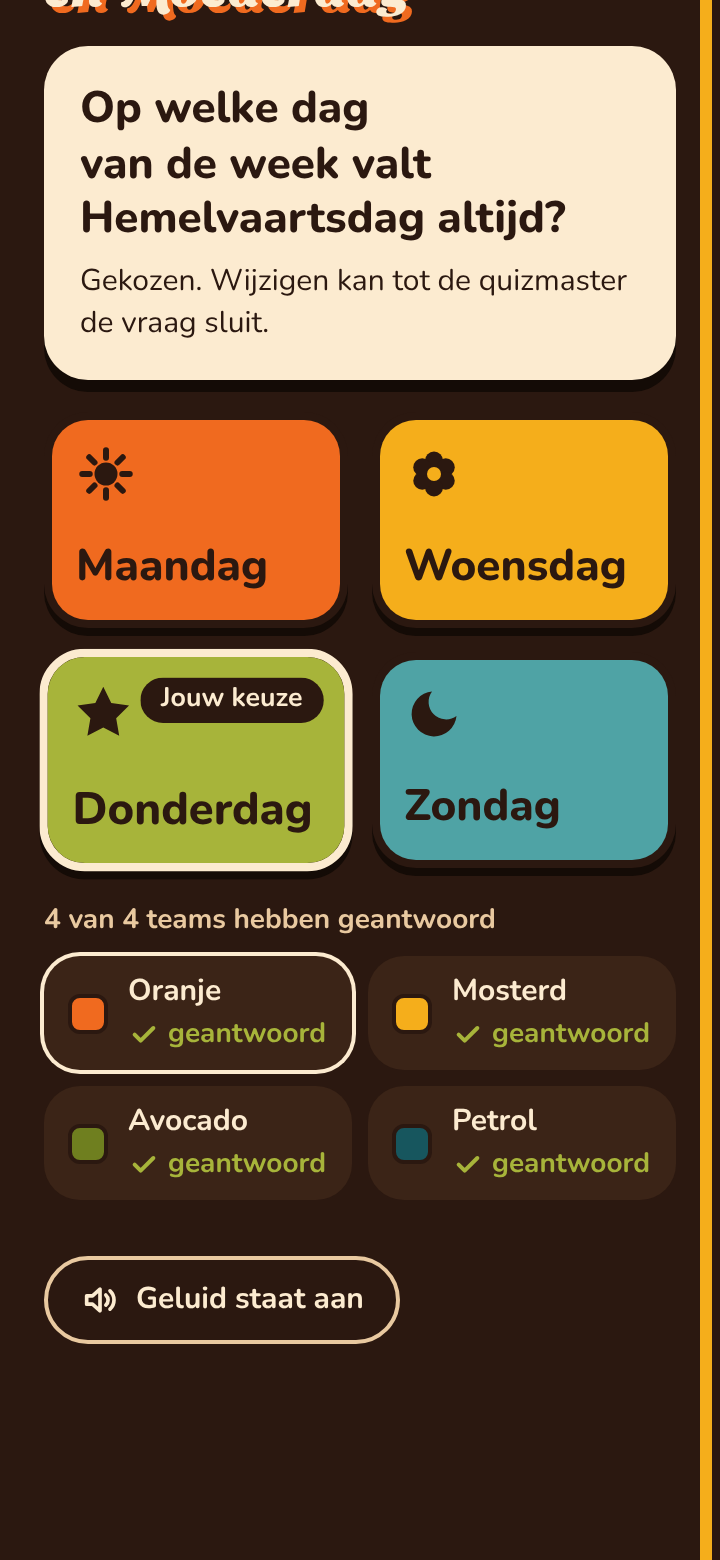 en Moederdag
Op welke dag
van de week valt
Hemelvaartsdag altijd?
Gekozen. Wijzigen kan tot de quizmaster
de vraag sluit.
Maandag
Woensdag
Jouw keuze
Donderdag
Zondag
4 van 4 teams hebben geantwoord
Oranje
geantwoord
Mosterd
geantwoord
Avocado
geantwoord
Petrol
geantwoord
Geluid staat aan